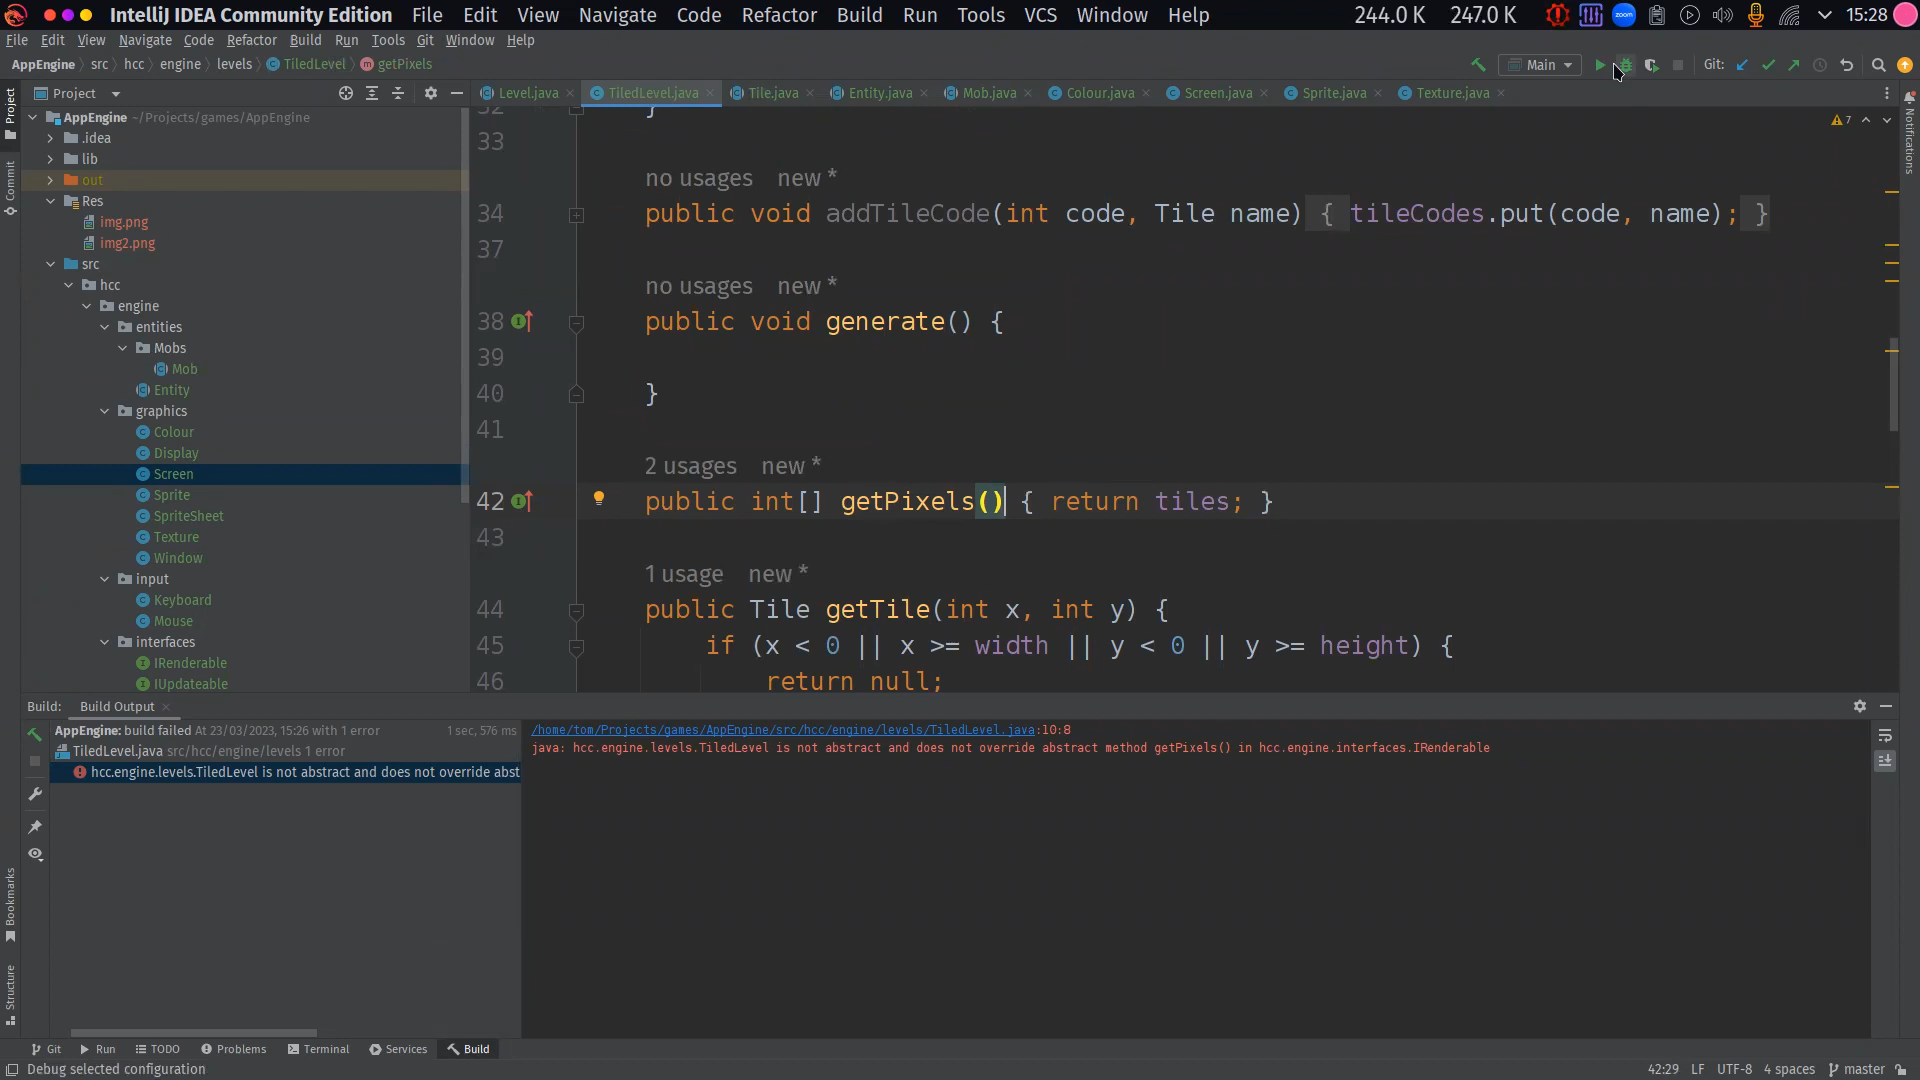 IntelliJ IDEA Community Edition File Edit View Navigate Code Refactor Build Run Tools VCS Window Help 244.0 K 247.0 K zoom 15:28
File Edit View Navigate Code Refactor Build Run Tools Git Window Help
AppEngine src hcc engine levels TiledLevel getPixels Main Git:
Project
Level.java TiledLevel.java Tile.java Entity.java Mob.java Colour.java Screen.java Sprite.java Texture.java
AppEngine ~/Projects/games/AppEngine
.idea
lib
out
Res
img.png
img2.png
src
hcc
engine
entities
Mobs
Mob
Entity
graphics
Colour
Display
Screen
Sprite
SpriteSheet
Texture
Window
input
Keyboard
Mouse
interfaces
IRenderable
IUpdateable
32 }
7
33
no usages new *
34 public void addTileCode(int code, Tile name) { tileCodes.put(code, name); }
37
no usages new *
38 public void generate() {
39
40 }
41
2 usages new *
42 public int[] getPixels() { return tiles; }
43
1 usage new *
44 public Tile getTile(int x, int y) {
45 if (x < 0 || x >= width || y < 0 || y >= height) {
46 return null;
Project
Commit
Bookmarks
Structure
Notifications
Build: Build Output
AppEngine: build failed At 23/03/2023, 15:26 with 1 error 1 sec, 576 ms
TiledLevel.java src/hcc/engine/levels 1 error
hcc.engine.levels.TiledLevel is not abstract and does not override abst
/home/tom/Projects/games/AppEngine/src/hcc/engine/levels/TiledLevel.java:10:8
java: hcc.engine.levels.TiledLevel is not abstract and does not override abstract method getPixels() in hcc.engine.interfaces.IRenderable
Git Run TODO Problems Terminal Services Build
Debug selected configuration 42:29 LF UTF-8 4 spaces master